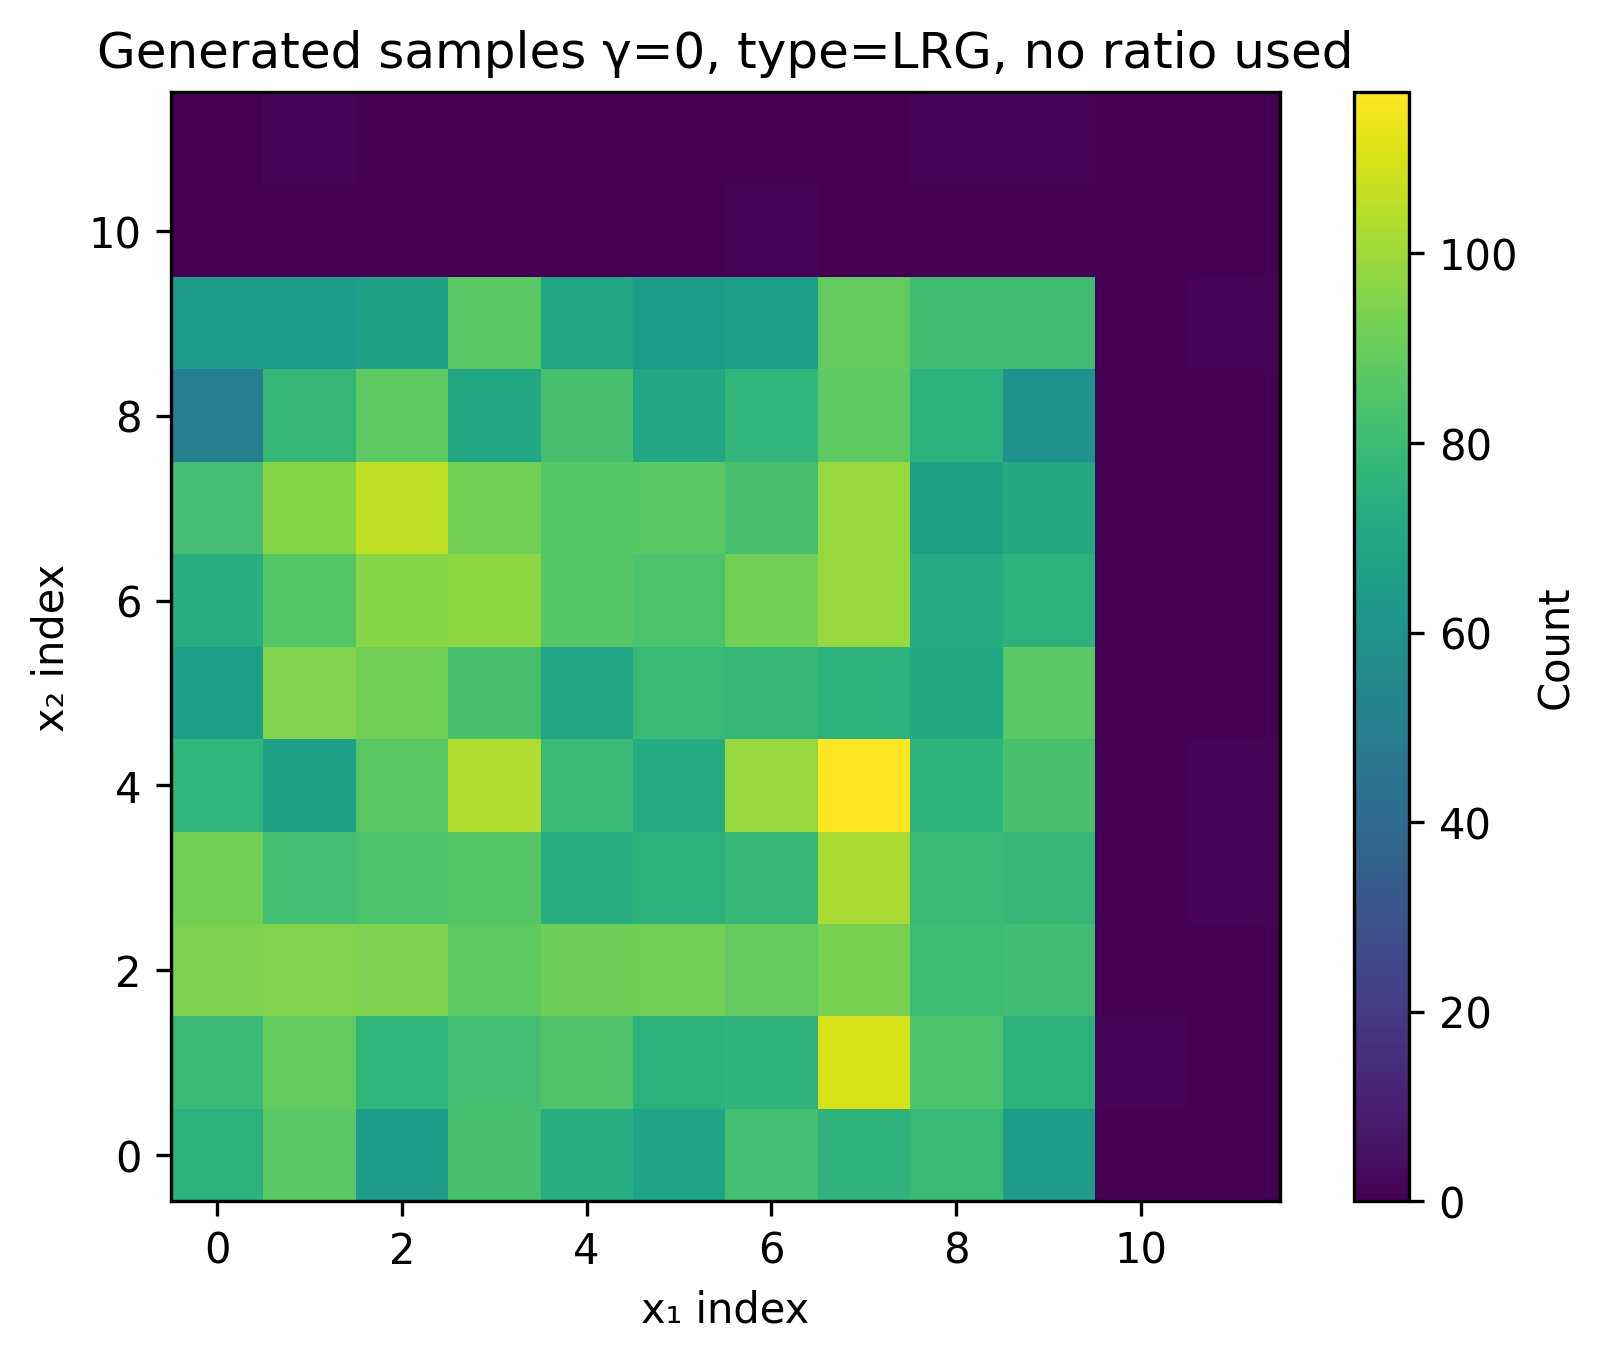 Generated samples γ=0, type=LRG, no ratio used
10
8
6
4
2
0
x₂ index
0 2 4 6 8 10
x₁ index
100
80
60
40
20
0
Count